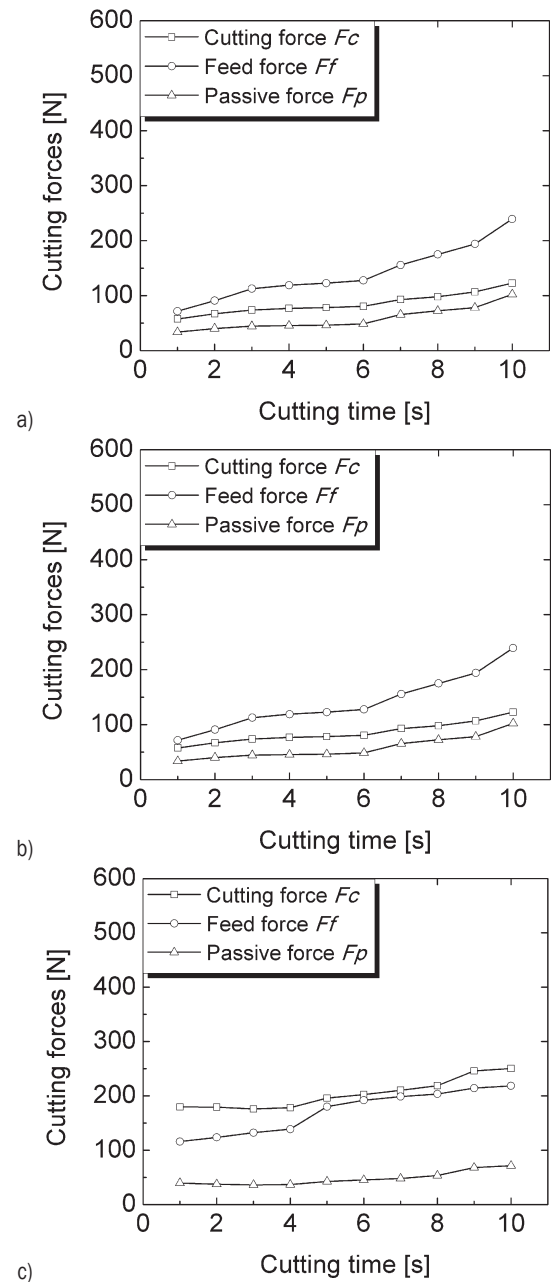 600
Cutting force Fc
Feed force Ff
500
Passive force Fp
400
300
200
100
0
Cutting forces [N]
0 2 4 6 8 10
Cutting time [s]
a)
600
Cutting force Fc
Feed force Ff
500
Passive force Fp
400
300
200
100
0
Cutting forces [N]
0 2 4 6 8 10
Cutting time [s]
b)
600
Cutting force Fc
Feed force Ff
500
Passive force Fp
400
300
200
100
0
Cutting forces [N]
0 2 4 6 8 10
Cutting time [s]
c)